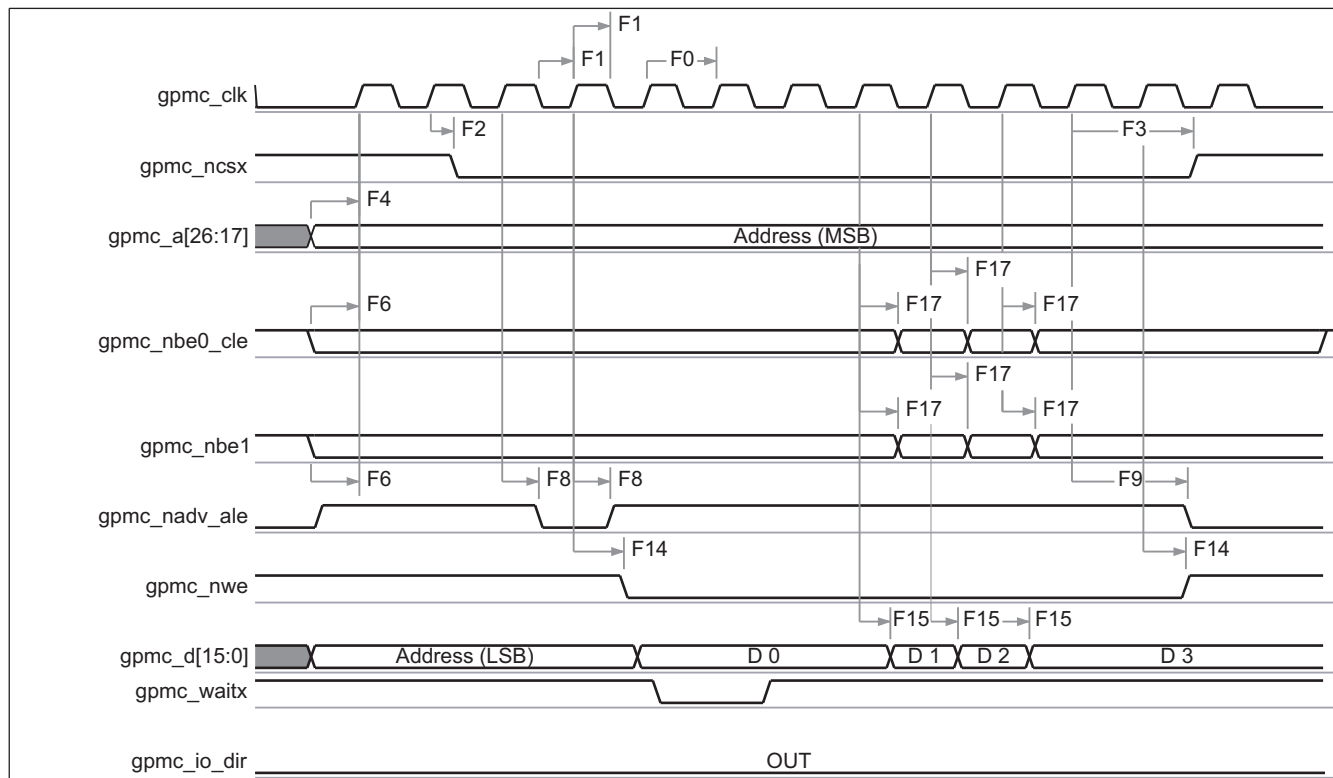 F1
F1 F0
gpmc_clk
F2 F3
gpmc_ncsx
F4
gpmc_a[26:17] Address (MSB)
F17
F6 F17 F17
gpmc_nbe0_cle
F17
F17 F17
gpmc_nbe1
F6 F8 F8 F9
gpmc_nadv_ale
F14 F14
gpmc_nwe
F15 F15 F15
gpmc_d[15:0] Address (LSB) D 0 D 1 D 2 D 3
gpmc_waitx
gpmc_io_dir OUT